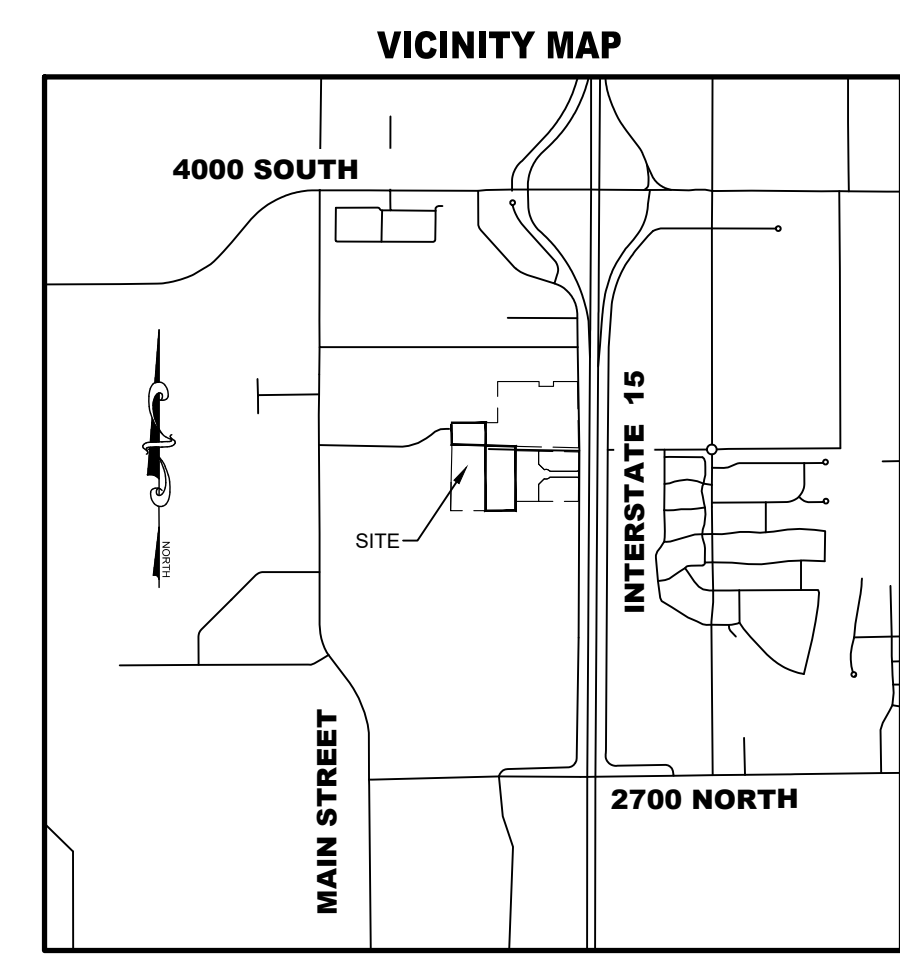 VICINITY MAP
4000 SOUTH
INTERSTATE 15
SITE
NORTH
MAIN STREET
2700 NORTH